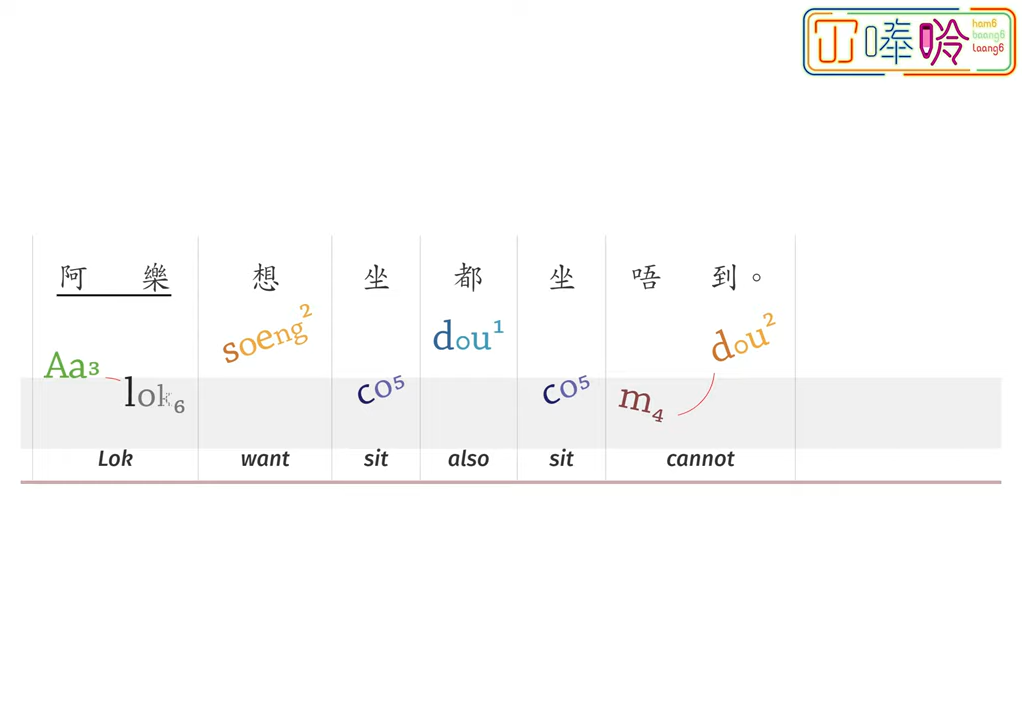 冚唪唥
ham6
baang6
laang6
阿樂 想 坐 都 坐 唔到。
Aa3 lok6 soeng2 co5 dou1 co5 m4 dou2
Lok want sit also sit cannot